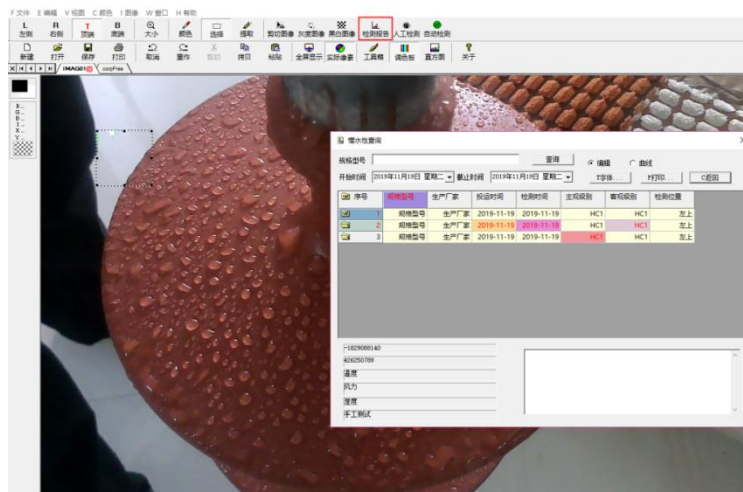 F 文件 E 编辑 V 视图 C 颜色 I 图像 W 窗口 H 帮助
L R T B
左侧 右侧 顶端 底端 大小 颜色 选择 提取 剪切图像 灰度图像 黑白图像 检测报告 人工检测 自动检测
新建 打开 保存 打印 取消 重作 剪切 拷贝 粘贴 全屏显示 实际像素 工具箱 调色板 直方图 关于
IMAG01 corpFree
R..
G..
B..
I..
X..
Y..
憎水性查询
规格型号 查询 编辑 C 曲线
开始时间 2019年11月19日 星期二 截止时间 2019年11月19日 星期二 T字体... P打印... C返回
序号 规格型号 生产厂家 投运时间 检测时间 主观级别 客观级别 检测位置
1 规格型号 生产厂家 2019-11-19 2019-11-19 HC1 HC1 左上
2 规格型号 生产厂家 2019-11-19 2019-11-19 HC1 HC1 左上
3 规格型号 生产厂家 2019-11-19 2019-11-19 HC1 HC1 左上
-1829088140
426250789
温度
风力
湿度
手工测试